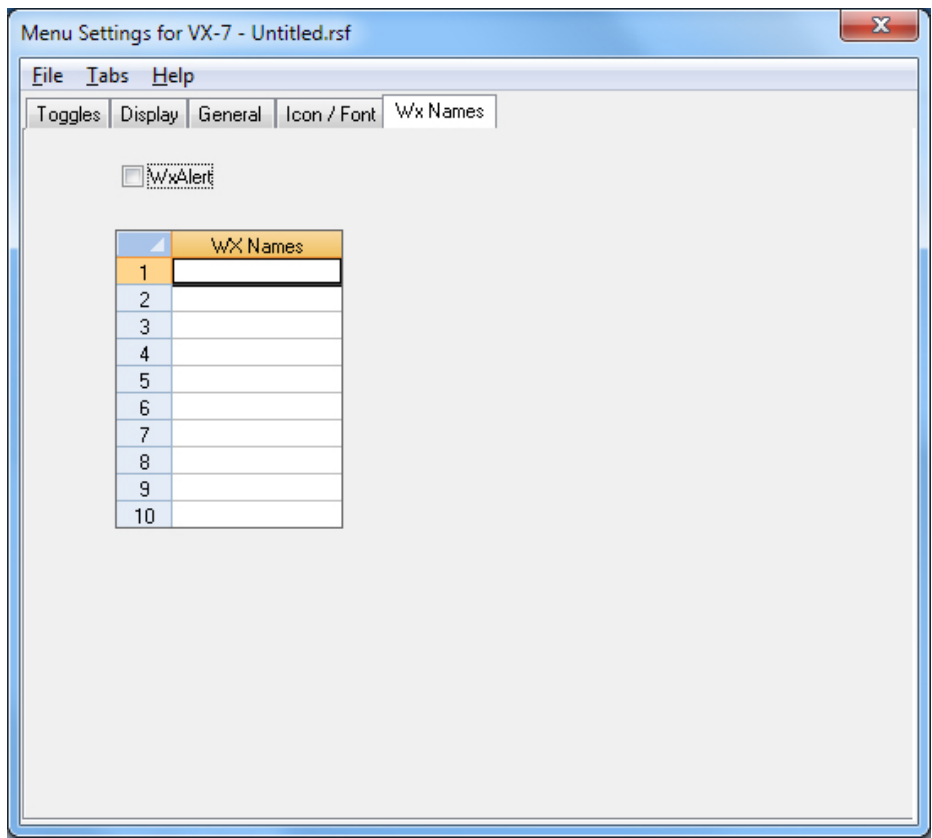 Menu Settings for VX-7 - Untitled.rsf
File Tabs Help
Toggles Display General Icon / Font Wx Names
WxAlert
WX Names
1
2
3
4
5
6
7
8
9
10